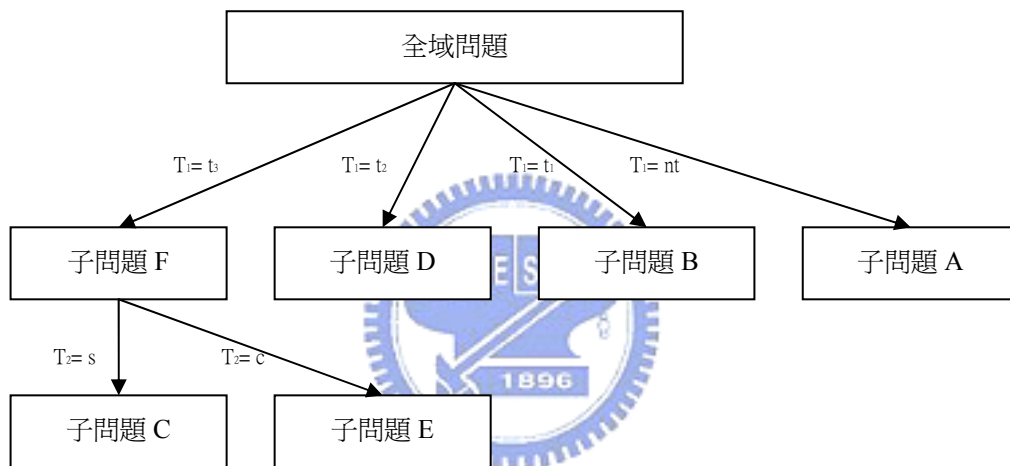 全域問題
T₁= t₃
T₁= t₂
T₁= t₁
T₁= nt
子問題 F
子問題 D
子問題 B
子問題 A
ES
T₂= s
T₂= c
1896
子問題 C
子問題 E